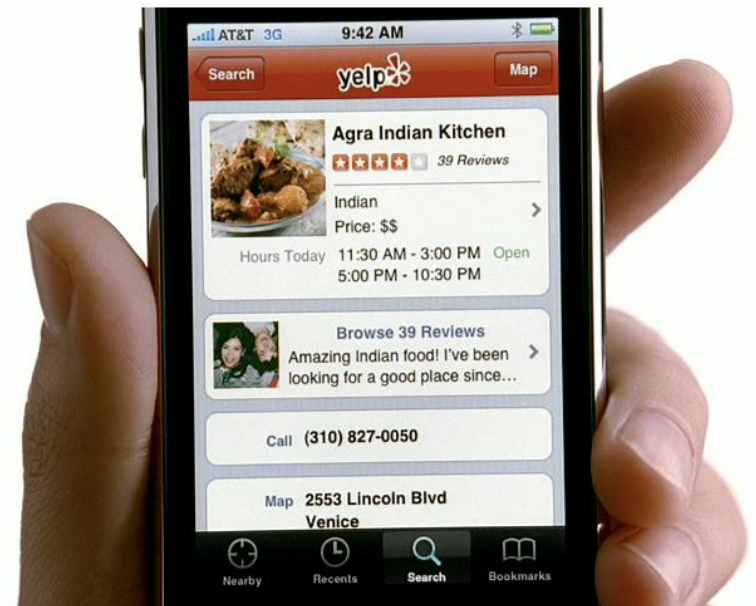 AT&T 3G 9:42 AM
Search yelp Map
Agra Indian Kitchen
39 Reviews
Indian
Price: $$
Hours Today 11:30 AM - 3:00 PM Open
5:00 PM - 10:30 PM
Browse 39 Reviews
Amazing Indian food! I've been
looking for a good place since...
Call (310) 827-0050
Map 2553 Lincoln Blvd
Venice
Nearby Recents Search Bookmarks